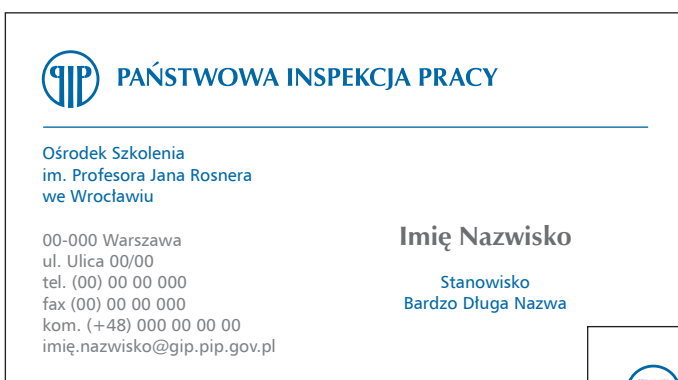 PIP PAŃSTWOWA INSPEKCJA PRACY
Ośrodek Szkolenia
im. Profesora Jana Rosnera
we Wrocławiu
00-000 Warszawa
ul. Ulica 00/00
tel. (00) 00 00 000
fax (00) 00 00 000
kom. (+48) 000 00 00 00
imię.nazwisko@gip.pip.gov.pl
Imię Nazwisko
Stanowisko
Bardzo Długa Nazwa